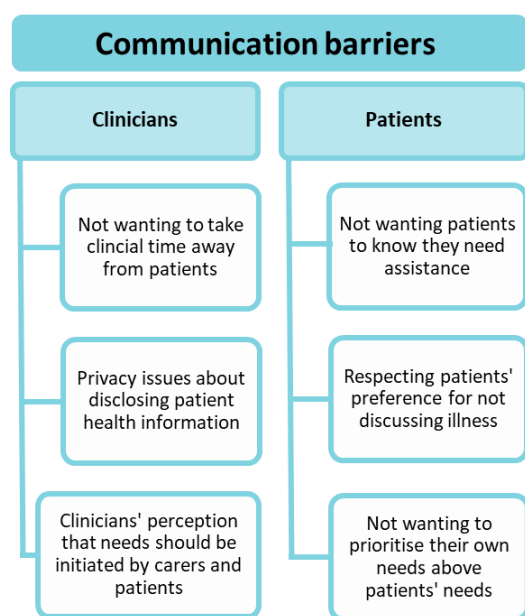 Communication barriers
Clinicians
Patients
Not wanting to take
clincial time away
from patients
Not wanting patients
to know they need
assistance
Privacy issues about
disclosing patient
health information
Respecting patients'
preference for not
discussing illness
Clinicians' perception
that needs should be
initiated by carers and
patients
Not wanting to
prioritise their own
needs above
patients' needs